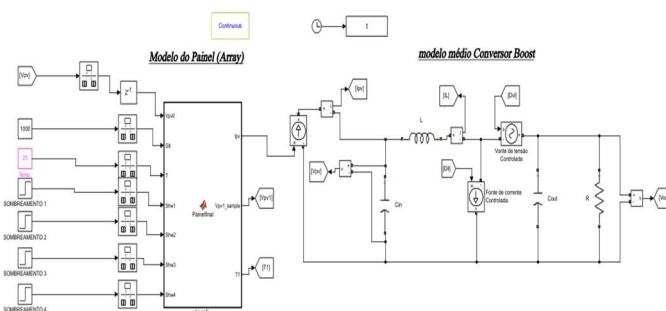 Continuous
1
Modelo do Painel (Array)
modelo médio Conversor Boost
[Vpv]
Z-1
1000
25
Temp
SOMBREAMENTO 1
SOMBREAMENTO 2
SOMBREAMENTO 3
SOMBREAMENTO 4
Vpv0
Gtl
T
Shw1
Shw2
Shw3
Shw4
Painelfinal
Ipv
Vpv1_sample
T1
[Vpv1]
[T1]
[Ipv]
[Vpv]
Cin
L
[IL]
[Dv]
[Di]
Vonte de tensão
Controlada
Fonte de corrente
Controlada
Cout
R